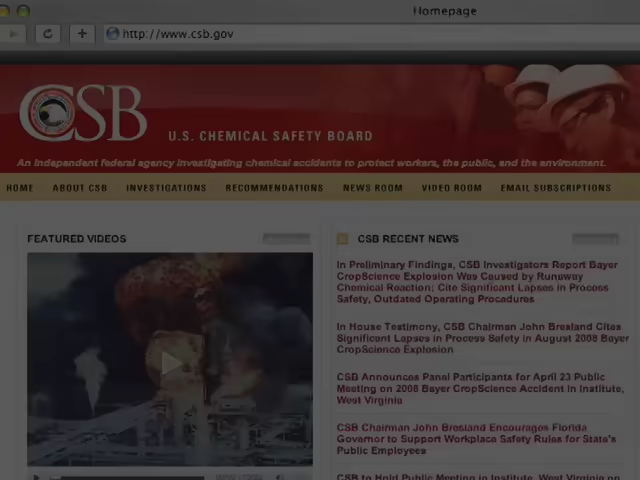 Homepage
http://www.csb.gov
CSB
U.S. CHEMICAL SAFETY BOARD
An independent federal agency investigating chemical accidents to protect workers, the public, and the environment.
HOME ABOUT CSB INVESTIGATIONS RECOMMENDATIONS NEWS ROOM VIDEO ROOM EMAIL SUBSCRIPTIONS
FEATURED VIDEOS
CSB RECENT NEWS
In Preliminary Findings, CSB Investigators Report Bayer
CropScience Explosion Was Caused by Runaway
Chemical Reaction; Cite Significant Lapses in Process
Safety, Outdated Operating Procedures
In House Testimony, CSB Chairman John Bresland Cites
Significant Lapses in Process Safety in August 2008 Bayer
CropScience Explosion
CSB Announces Panel Participants for April 23 Public
Meeting on 2008 Bayer CropScience Accident in Institute,
West Virginia
CSB Chairman John Bresland Encourages Florida
Governor to Support Workplace Safety Rules for State's
Public Employees
CSB to Hold Public Meeting in Institute, West Virginia on